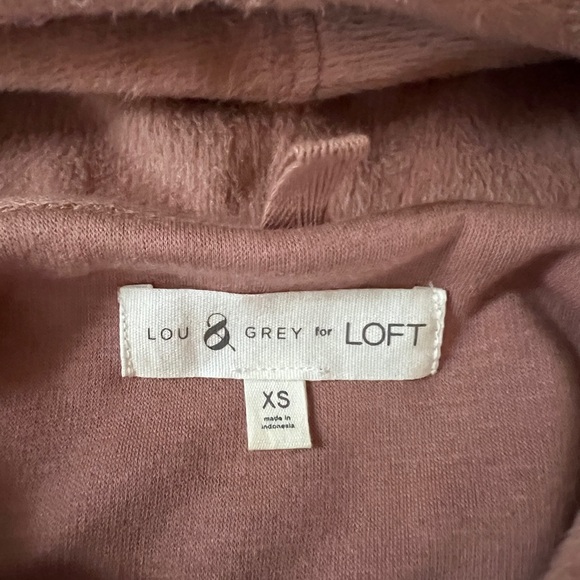 LOU & GREY for LOFT
XS
made in
indonesia